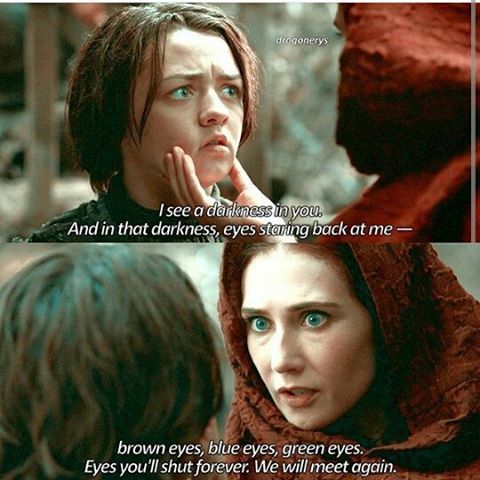 drogonerys
I see a darkness in you.
And in that darkness, eyes staring back at me —
brown eyes, blue eyes, green eyes.
Eyes you'll shut forever. We will meet again.